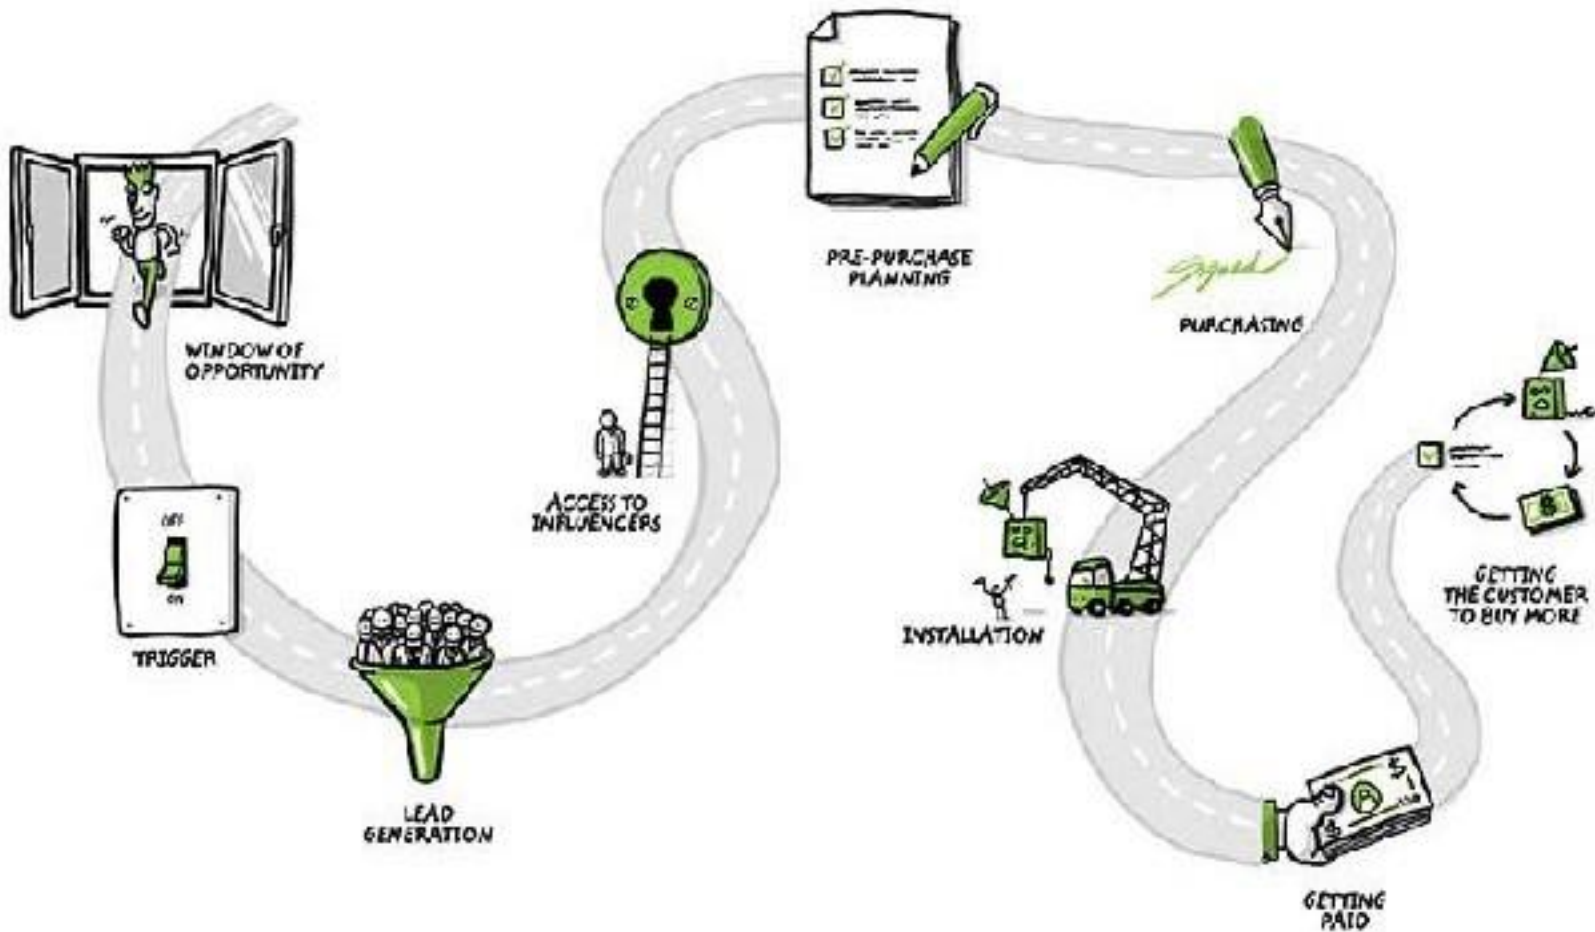 WINDOW OF
OPPORTUNITY
TRIGGER
ON
LEAD
GENERATION
ACCESS TO
INFLUENCERS
PRE-PURCHASE
PLANNING
Signed
PURCHASING
INSTALLATION
$
GETTING
PAID
$
GETTING
THE CUSTOMER
TO BUY MORE